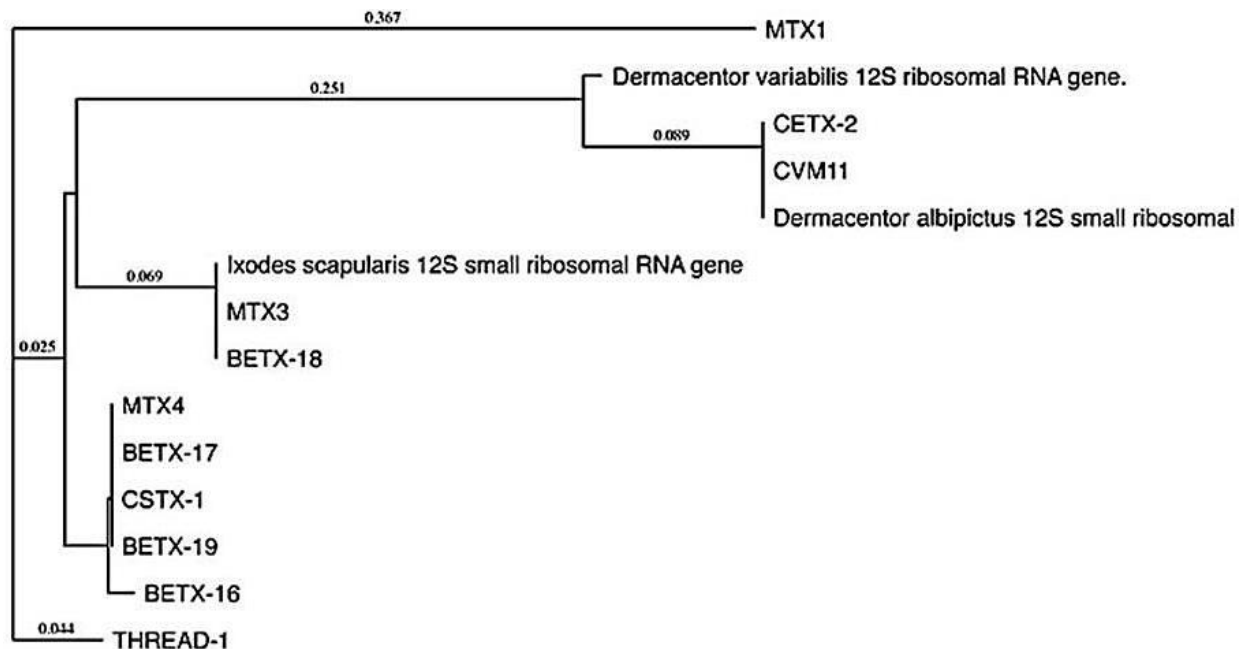 0.367
MTX1
Dermacentor variabilis 12S ribosomal RNA gene.
0.251
CETX-2
0.089
CVM11
Dermacentor albipictus 12S small ribosomal
Ixodes scapularis 12S small ribosomal RNA gene
0.069
MTX3
BETX-18
0.025
MTX4
BETX-17
CSTX-1
BETX-19
BETX-16
0.044
THREAD-1